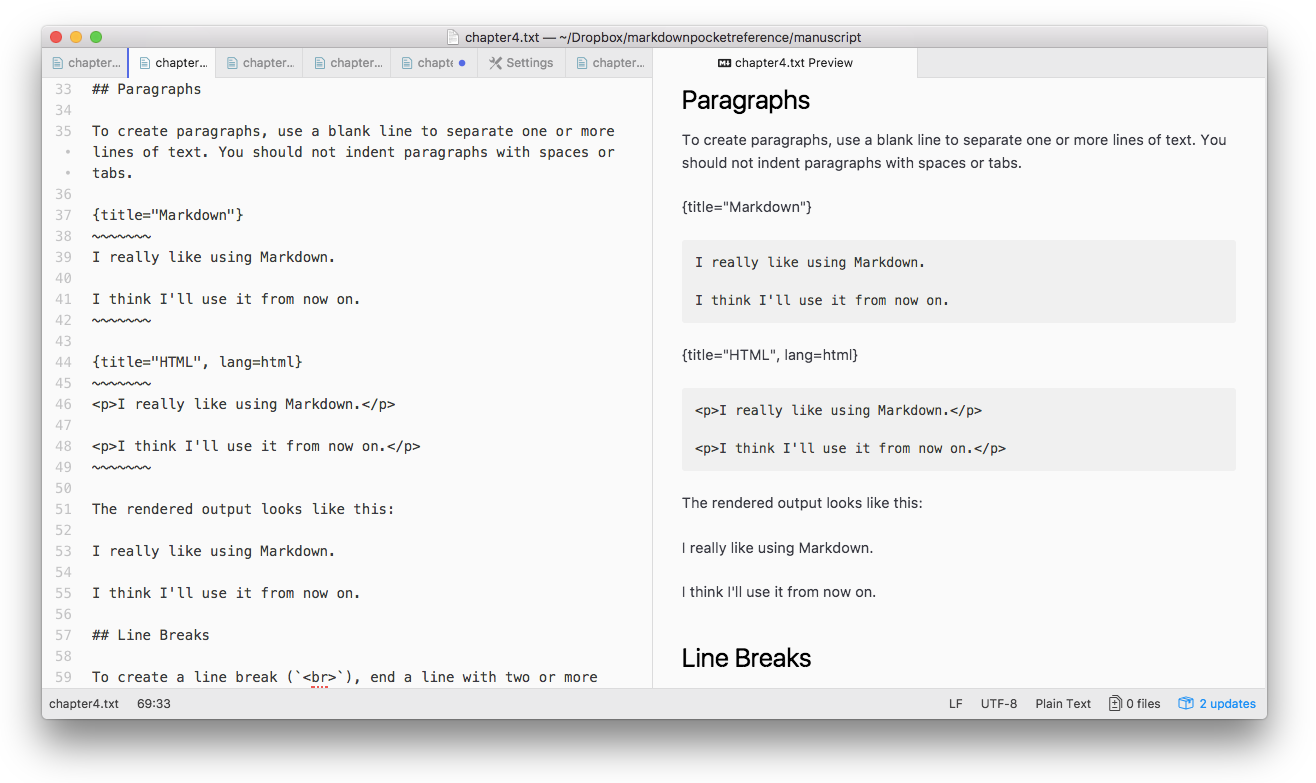 chapter4.txt — ~/Dropbox/markdownpocketreference/manuscript
chapter... chapter... chapter... chapter... chapte Settings chapter... chapter4.txt Preview
33 ## Paragraphs
34
35 To create paragraphs, use a blank line to separate one or more
• lines of text. You should not indent paragraphs with spaces or
• tabs.
36
37 {title="Markdown"}
38 ~~~~~~~
39 I really like using Markdown.
40
41 I think I'll use it from now on.
42 ~~~~~~~
43
44 {title="HTML", lang=html}
45 ~~~~~~~
46 <p>I really like using Markdown.</p>
47
48 <p>I think I'll use it from now on.</p>
49 ~~~~~~~
50
51 The rendered output looks like this:
52
53 I really like using Markdown.
54
55 I think I'll use it from now on.
56
57 ## Line Breaks
58
59 To create a line break (`<br>`), end a line with two or more
Paragraphs
To create paragraphs, use a blank line to separate one or more lines of text. You
should not indent paragraphs with spaces or tabs.
{title="Markdown"}
I really like using Markdown.
I think I'll use it from now on.
{title="HTML", lang=html}
<p>I really like using Markdown.</p>
<p>I think I'll use it from now on.</p>
The rendered output looks like this:
I really like using Markdown.
I think I'll use it from now on.
Line Breaks
chapter4.txt 69:33 LF UTF-8 Plain Text 0 files 2 updates